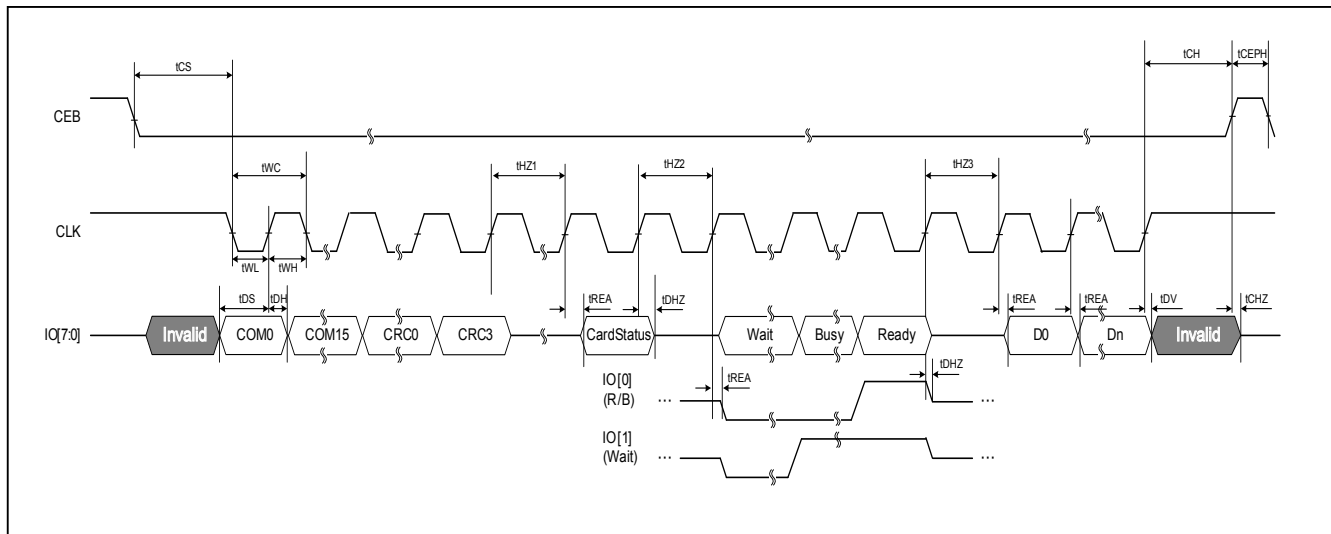 tCS
tCH
tCEPH
CEB
tWC
tHZ1
tHZ2
tHZ3
CLK
tWL
tWH
tDS
tDH
tREA
tDHZ
tREA
tREA
tDV
tCHZ
IO[7:0]
Invalid
COM0
COM15
CRC0
CRC3
CardStatus
Wait
Busy
Ready
D0
Dn
Invalid
IO[0]
(R/B)
...
tREA
tDHZ
...
IO[1]
(Wait)
...
...